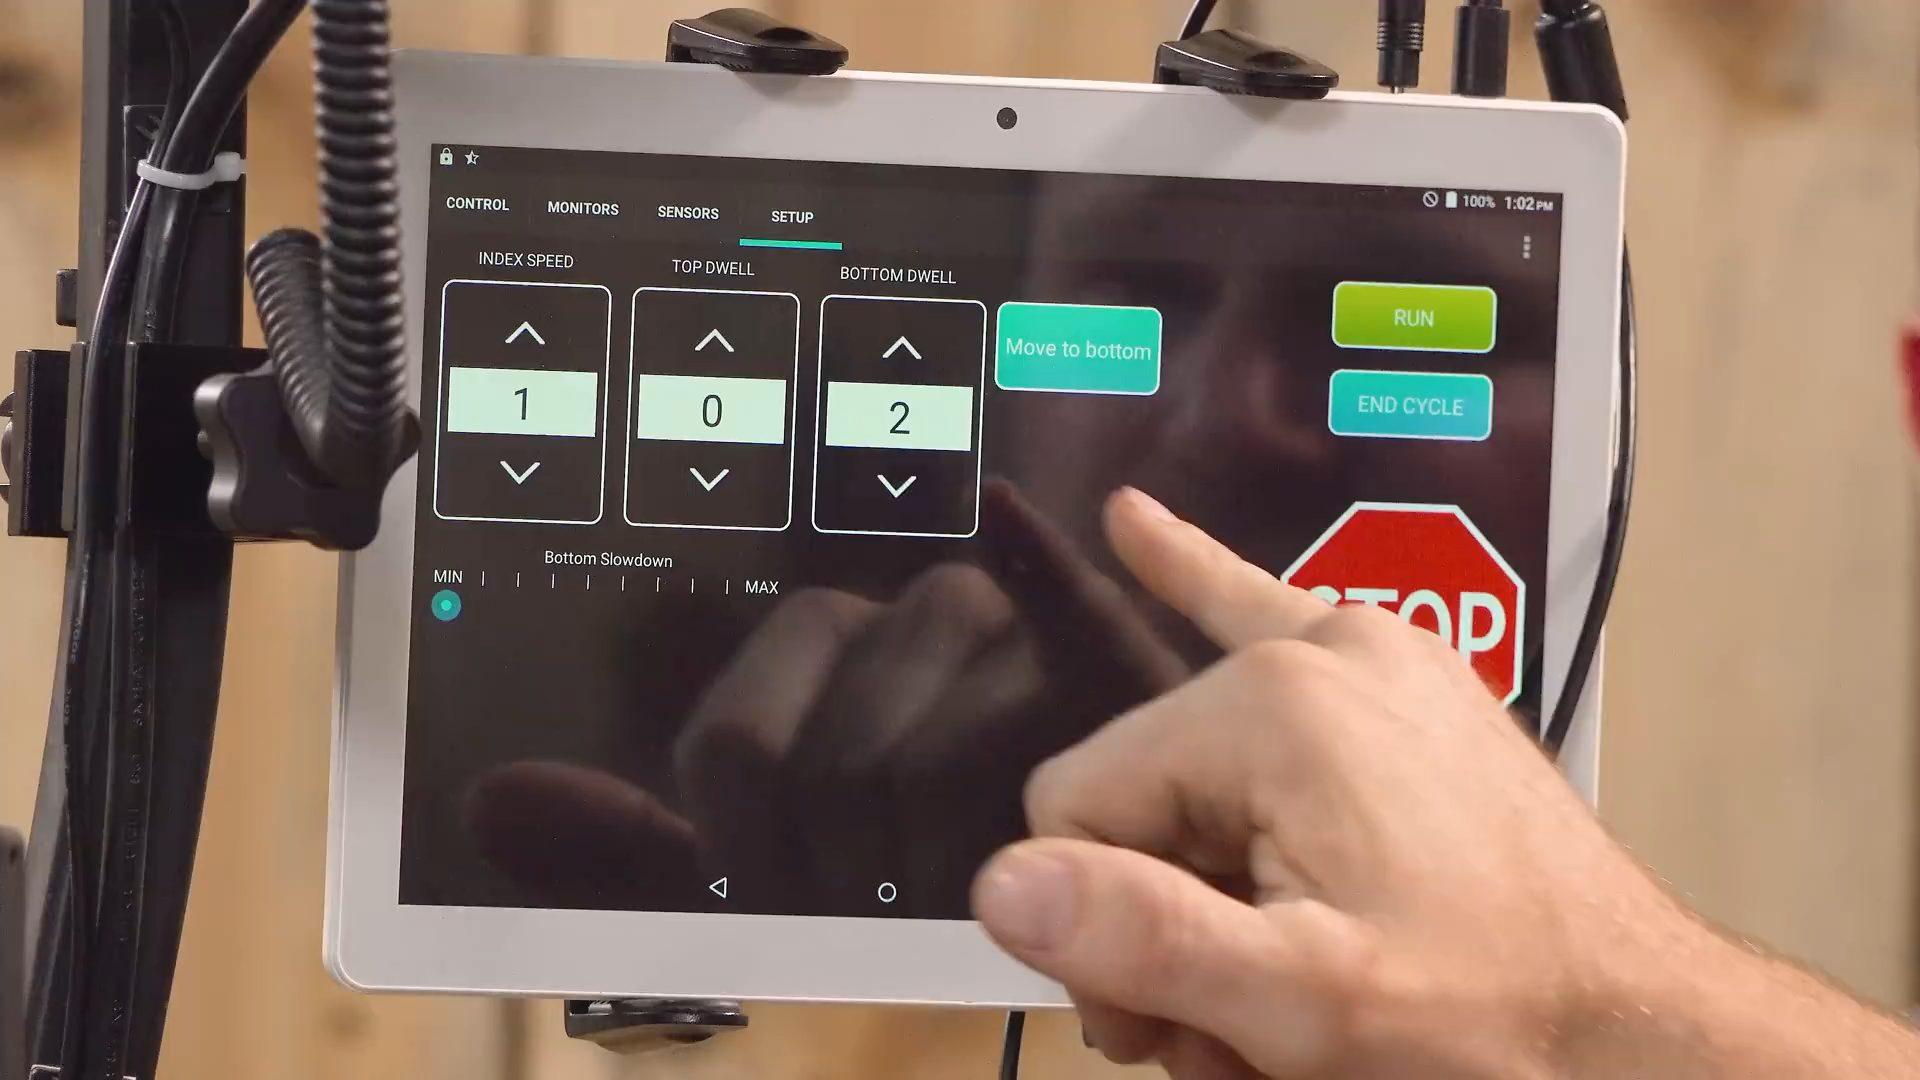 100% 1:02 PM
CONTROL MONITORS SENSORS SETUP
INDEX SPEED TOP DWELL BOTTOM DWELL
1 0 2
Move to bottom
RUN
END CYCLE
STOP
Bottom Slowdown
MIN MAX